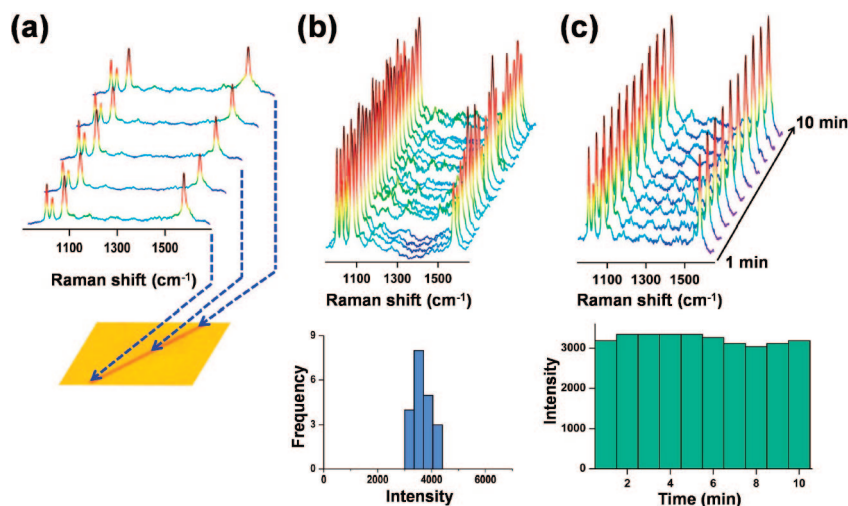 (a)
1100 1300 1500
Raman shift (cm⁻¹)
(b)
1100 1300 1500
Raman shift (cm⁻¹)
9
6
3
0
Frequency
0 2000 4000 6000
Intensity
(c)
10 min
1 min
1100 1300 1500
Raman shift (cm⁻¹)
3000
2000
1000
0
Intensity
2 4 6 8 10
Time (min)